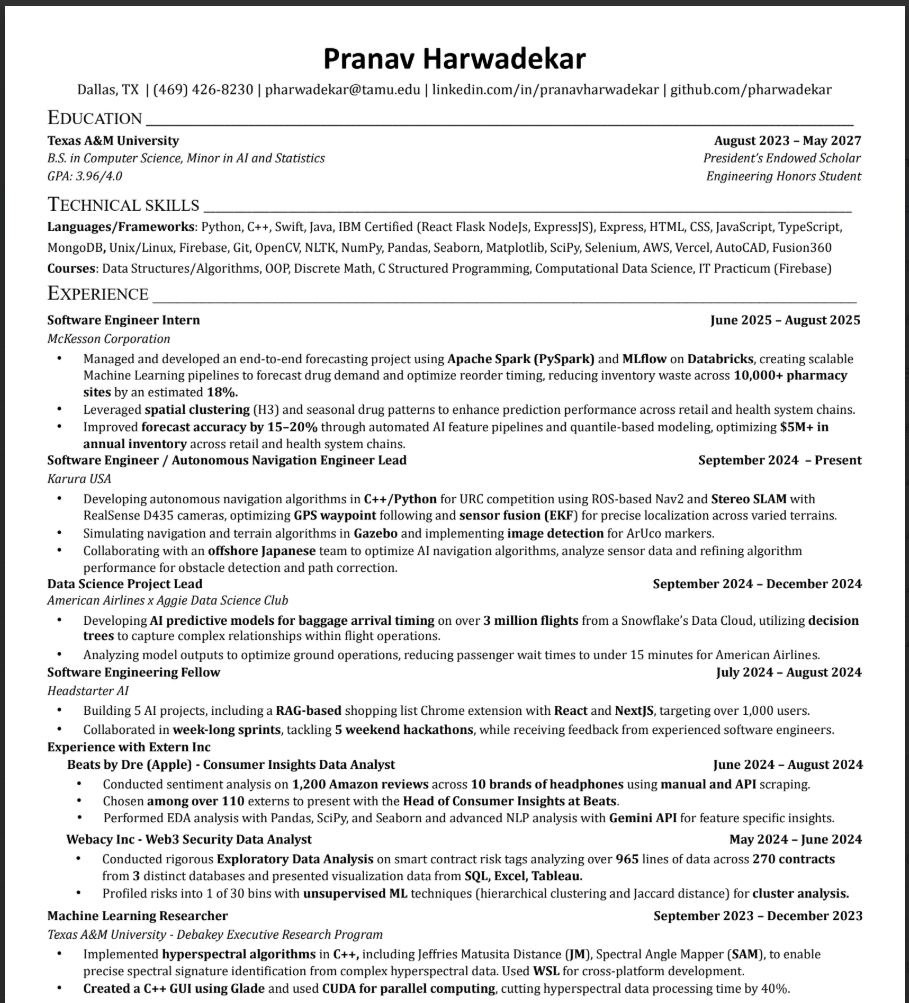 Pranav Harwadekar
Dallas, TX | (469) 426-8230 | pharwadekar@tamu.edu | linkedin.com/in/pranavharwadekar | github.com/pharwadekar
EDUCATION
Texas A&M University August 2023 – May 2027
B.S. in Computer Science, Minor in AI and Statistics President's Endowed Scholar
GPA: 3.96/4.0 Engineering Honors Student
TECHNICAL SKILLS
Languages/Frameworks: Python, C++, Swift, Java, IBM Certified (React Flask NodeJs, ExpressJS), Express, HTML, CSS, JavaScript, TypeScript,
MongoDB, Unix/Linux, Firebase, Git, OpenCV, NLTK, NumPy, Pandas, Seaborn, Matplotlib, SciPy, Selenium, AWS, Vercel, AutoCAD, Fusion360
Courses: Data Structures/Algorithms, OOP, Discrete Math, C Structured Programming, Computational Data Science, IT Practicum (Firebase)
EXPERIENCE
Software Engineer Intern June 2025 – August 2025
McKesson Corporation
• Managed and developed an end-to-end forecasting project using Apache Spark (PySpark) and MLflow on Databricks, creating scalable
Machine Learning pipelines to forecast drug demand and optimize reorder timing, reducing inventory waste across 10,000+ pharmacy
sites by an estimated 18%.
• Leveraged spatial clustering (H3) and seasonal drug patterns to enhance prediction performance across retail and health system chains.
• Improved forecast accuracy by 15–20% through automated AI feature pipelines and quantile-based modeling, optimizing $5M+ in
annual inventory across retail and health system chains.
Software Engineer / Autonomous Navigation Engineer Lead September 2024 – Present
Karura USA
• Developing autonomous navigation algorithms in C++/Python for URC competition using ROS-based Nav2 and Stereo SLAM with
RealSense D435 cameras, optimizing GPS waypoint following and sensor fusion (EKF) for precise localization across varied terrains.
• Simulating navigation and terrain algorithms in Gazebo and implementing image detection for ArUco markers.
• Collaborating with an offshore Japanese team to optimize AI navigation algorithms, analyze sensor data and refining algorithm
performance for obstacle detection and path correction.
Data Science Project Lead September 2024 – December 2024
American Airlines x Aggie Data Science Club
• Developing AI predictive models for baggage arrival timing on over 3 million flights from a Snowflake's Data Cloud, utilizing decision
trees to capture complex relationships within flight operations.
• Analyzing model outputs to optimize ground operations, reducing passenger wait times to under 15 minutes for American Airlines.
Software Engineering Fellow July 2024 – August 2024
Headstarter AI
• Building 5 AI projects, including a RAG-based shopping list Chrome extension with React and NextJS, targeting over 1,000 users.
• Collaborated in week-long sprints, tackling 5 weekend hackathons, while receiving feedback from experienced software engineers.
Experience with Extern Inc
Beats by Dre (Apple) - Consumer Insights Data Analyst June 2024 – August 2024
• Conducted sentiment analysis on 1,200 Amazon reviews across 10 brands of headphones using manual and API scraping.
• Chosen among over 110 externs to present with the Head of Consumer Insights at Beats.
• Performed EDA analysis with Pandas, SciPy, and Seaborn and advanced NLP analysis with Gemini API for feature specific insights.
Webacy Inc - Web3 Security Data Analyst May 2024 – June 2024
• Conducted rigorous Exploratory Data Analysis on smart contract risk tags analyzing over 965 lines of data across 270 contracts
from 3 distinct databases and presented visualization data from SQL, Excel, Tableau.
• Profiled risks into 1 of 30 bins with unsupervised ML techniques (hierarchical clustering and Jaccard distance) for cluster analysis.
Machine Learning Researcher September 2023 – December 2023
Texas A&M University - Debakey Executive Research Program
• Implemented hyperspectral algorithms in C++, including Jeffries Matusita Distance (JM), Spectral Angle Mapper (SAM), to enable
precise spectral signature identification from complex hyperspectral data. Used WSL for cross-platform development.
• Created a C++ GUI using Glade and used CUDA for parallel computing, cutting hyperspectral data processing time by 40%.